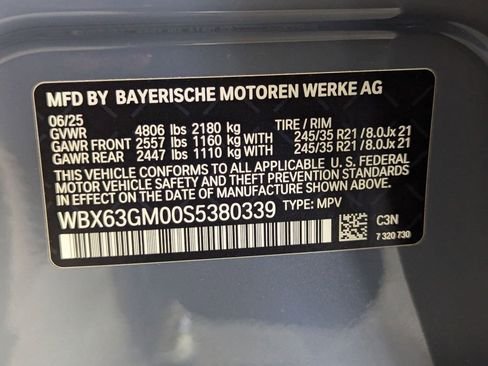 MFD BY BAYERISCHE MOTOREN WERKE AG
06/25
GVWR 4806 lbs 2180 kg TIRE / RIM
GAWR FRONT 2557 lbs 1160 kg WITH 245/35 R21 / 8.0Jx 21
GAWR REAR 2447 lbs 1110 kg WITH 245/35 R21 / 8.0Jx 21
THIS VEHICLE CONFORMS TO ALL APPLICABLE U. S. FEDERAL
MOTOR VEHICLE SAFETY STANDARDS IN
EFFECT ON THE DATE OF MANUFACTURE SHOWN ABOVE.
WBX63GM00S5380339 TYPE: MPV
C3N
7 320 730